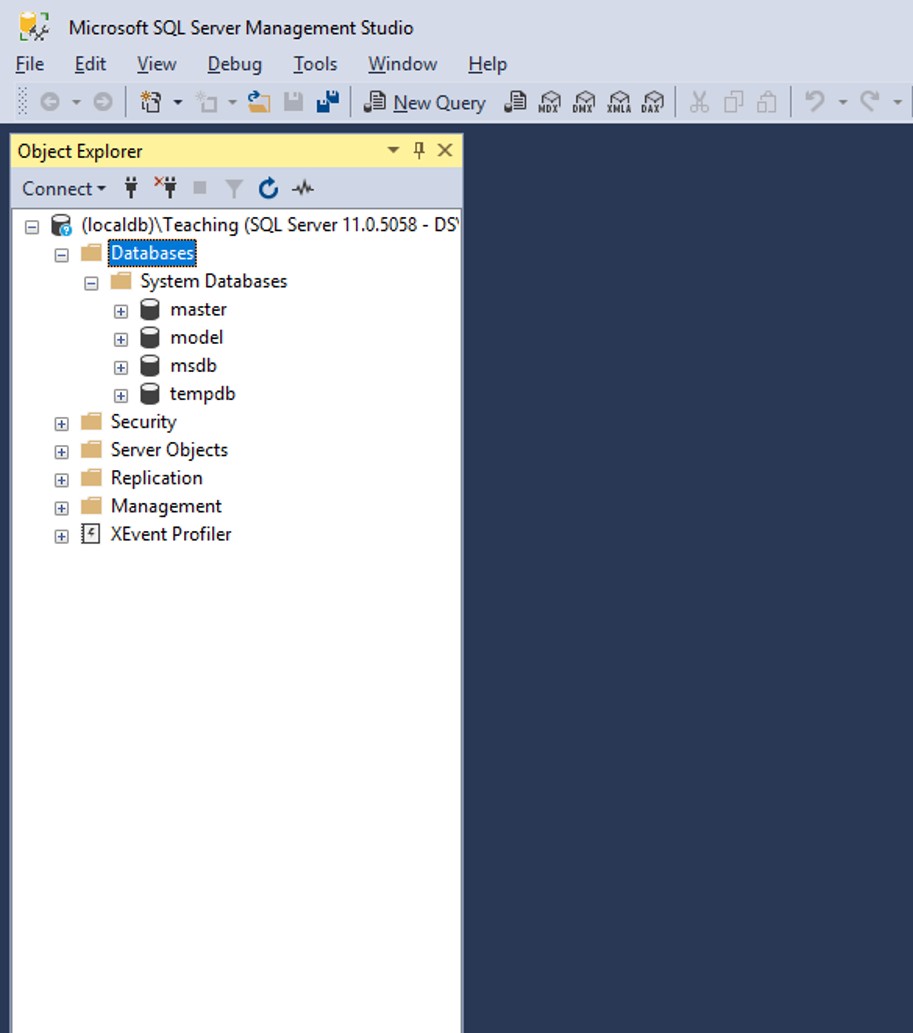 Microsoft SQL Server Management Studio
File Edit View Debug Tools Window Help
New Query MDX DMX XMLA DAX
Object Explorer
Connect
(localdb)\Teaching (SQL Server 11.0.5058 - DS\
Databases
System Databases
master
model
msdb
tempdb
Security
Server Objects
Replication
Management
XEvent Profiler